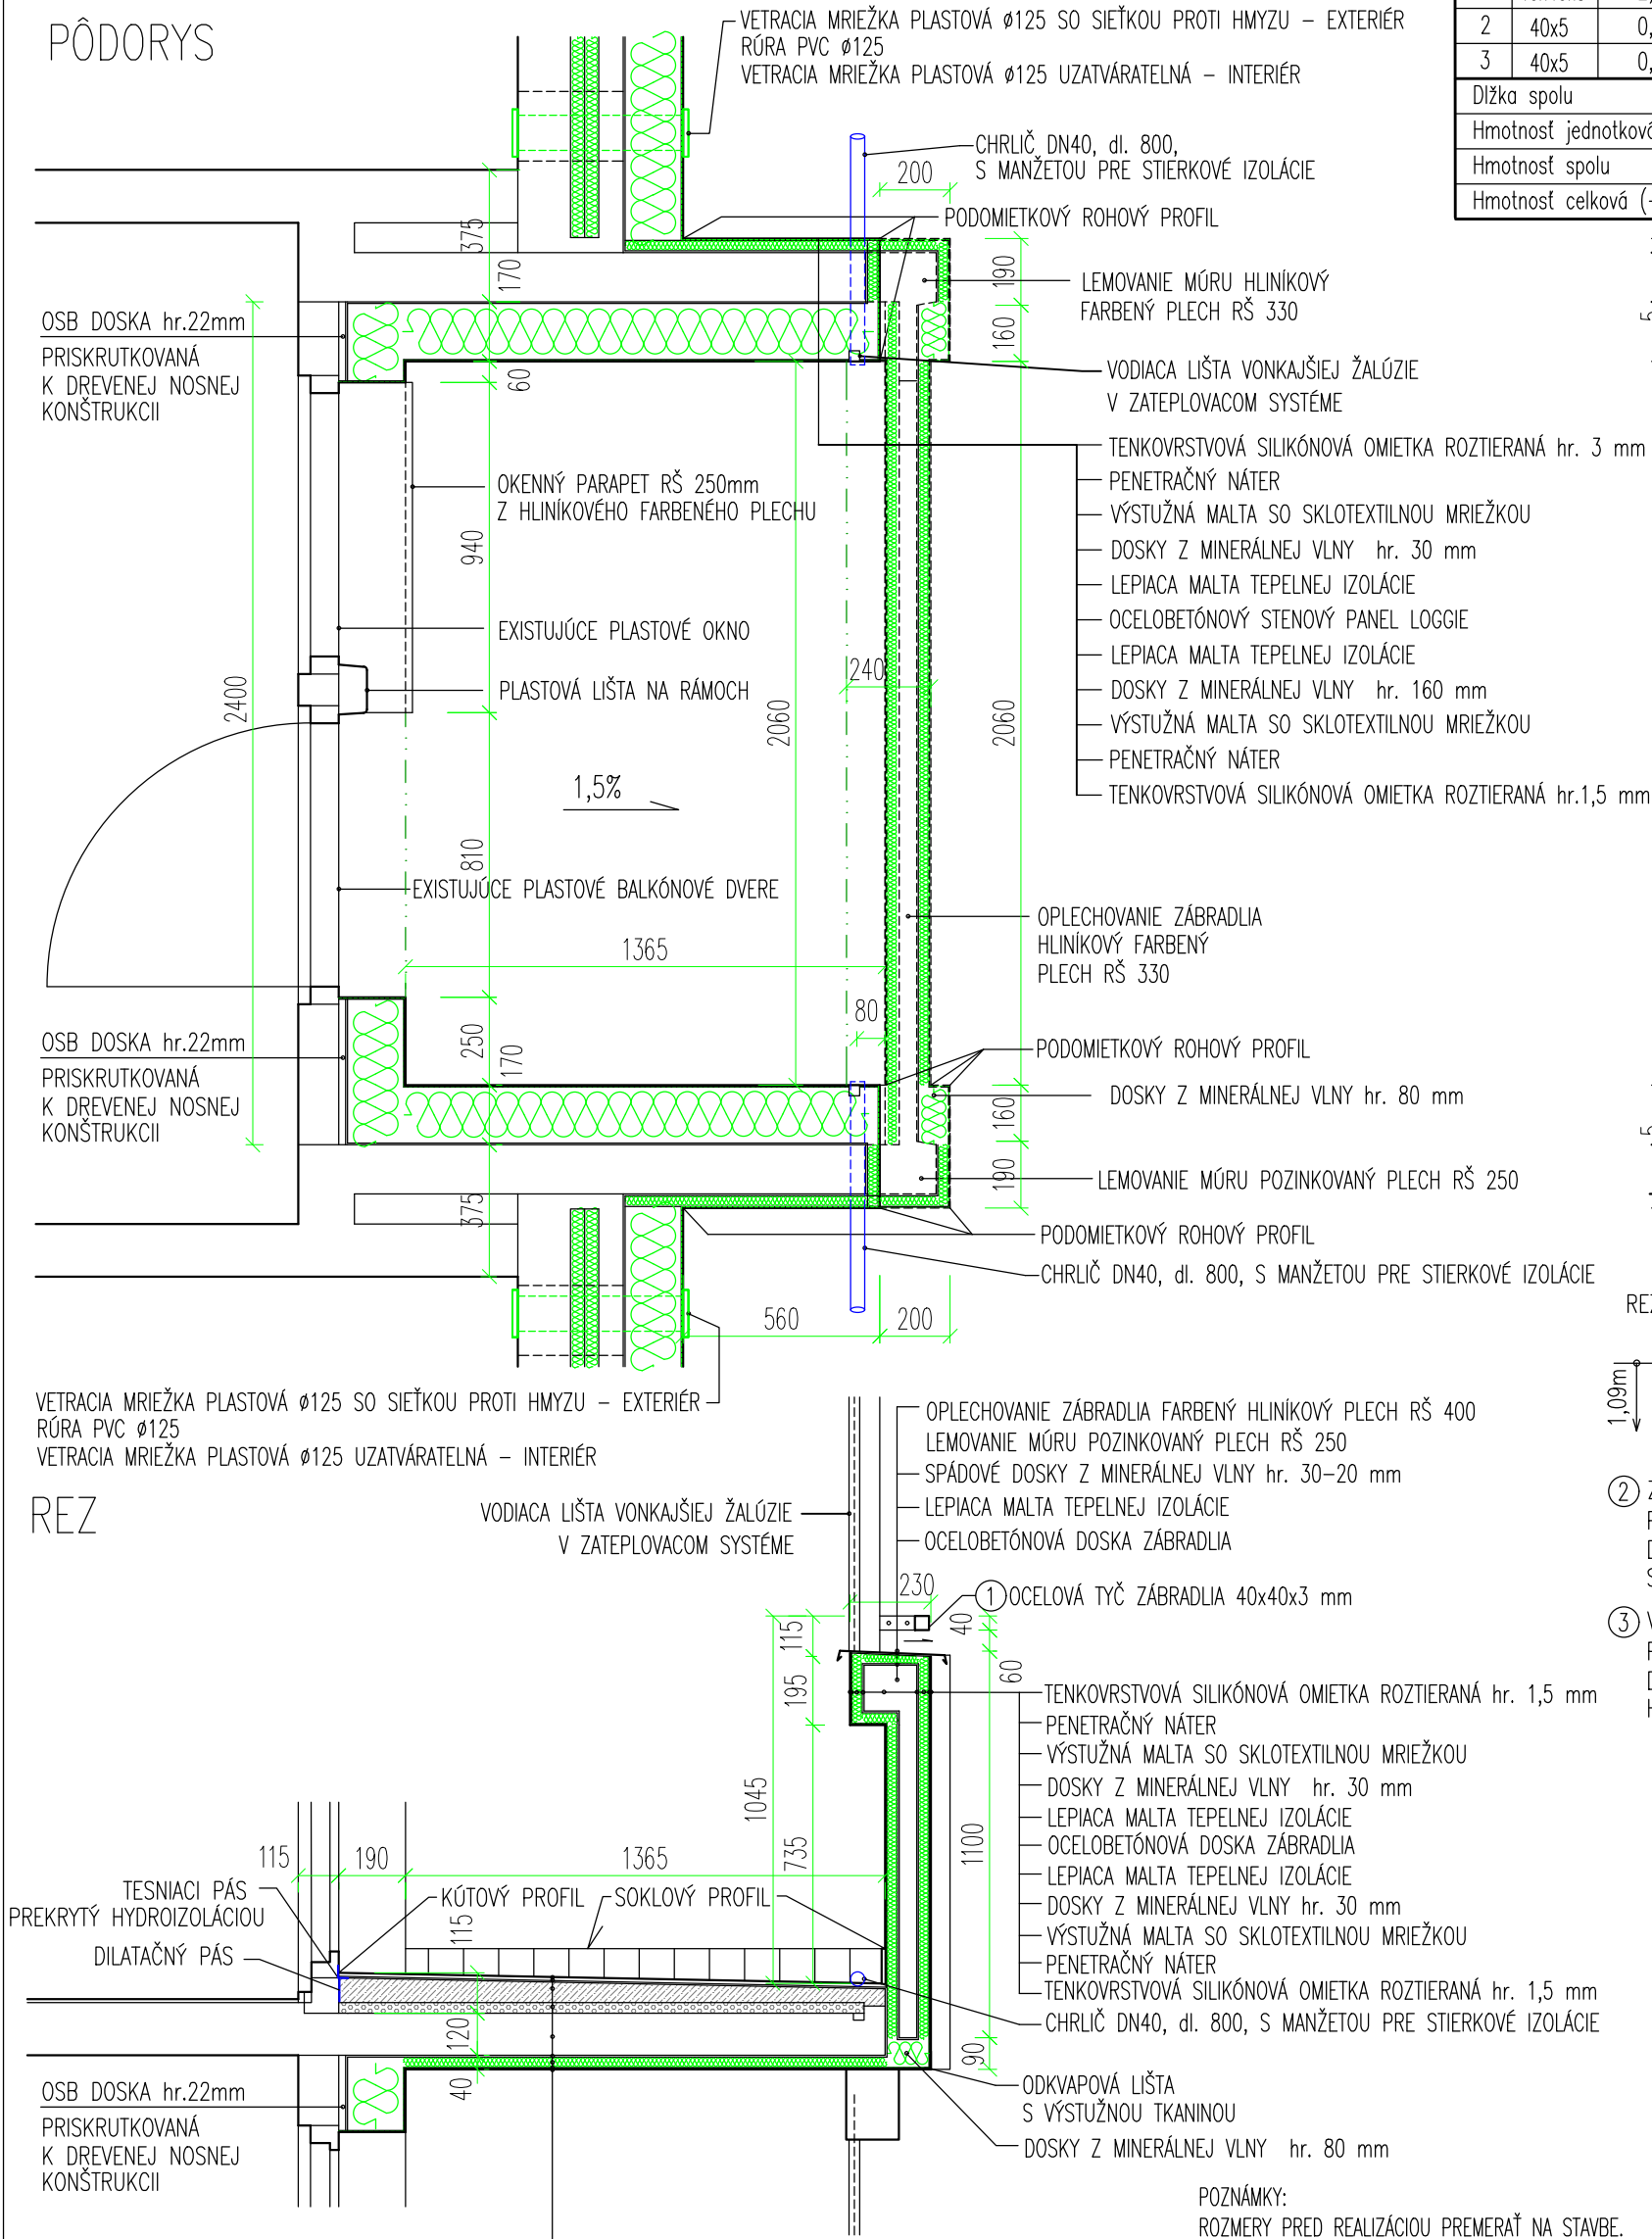 PÔDORYS
VETRACIA MRIEŽKA PLASTOVÁ ø125 SO SIEŤKOU PROTI HMYZU – EXTERIÉR
RÚRA PVC ø125
VETRACIA MRIEŽKA PLASTOVÁ ø125 UZATVÁRATELNÁ – INTERIÉR
2 40x5 0,
3 40x5 0,
Dĺžka spolu
Hmotnosť jednotková
Hmotnosť spolu
Hmotnosť celková (
CHRLIČ DN40, dl. 800,
S MANŽETOU PRE STIERKOVÉ IZOLÁCIE
200
PODOMIETKOVÝ ROHOVÝ PROFIL
375
170
190
160
LEMOVANIE MÚRU HLINÍKOVÝ
FARBENÝ PLECH RŠ 330
OSB DOSKA hr.22mm
PRISKRUTKOVANÁ
K DREVENEJ NOSNEJ
KONŠTRUKCII
60
VODIACA LIŠTA VONKAJŠIEJ ŽALÚZIE
V ZATEPLOVACOM SYSTÉME
TENKOVRSTVOVÁ SILIKÓNOVÁ OMIETKA ROZTIERANÁ hr. 3 mm
PENETRAČNÝ NÁTER
VÝSTUŽNÁ MALTA SO SKLOTEXTILNOU MRIEŽKOU
DOSKY Z MINERÁLNEJ VLNY hr. 30 mm
LEPIACA MALTA TEPELNEJ IZOLÁCIE
OCELOBETÓNOVÝ STENOVÝ PANEL LOGGIE
LEPIACA MALTA TEPELNEJ IZOLÁCIE
DOSKY Z MINERÁLNEJ VLNY hr. 160 mm
VÝSTUŽNÁ MALTA SO SKLOTEXTILNOU MRIEŽKOU
PENETRAČNÝ NÁTER
TENKOVRSTVOVÁ SILIKÓNOVÁ OMIETKA ROZTIERANÁ hr.1,5 mm
OKENNÝ PARAPET RŠ 250mm
Z HLINÍKOVÉHO FARBENÉHO PLECHU
940
EXISTUJÚCE PLASTOVÉ OKNO
PLASTOVÁ LIŠTA NA RÁMOCH
2400
240
2060
2060
1,5%
810
EXISTUJÚCE PLASTOVÉ BALKÓNOVÉ DVERE
OPLECHOVANIE ZÁBRADLIA
HLINÍKOVÝ FARBENÝ
PLECH RŠ 330
1365
80
OSB DOSKA hr.22mm
PRISKRUTKOVANÁ
K DREVENEJ NOSNEJ
KONŠTRUKCII
250
170
PODOMIETKOVÝ ROHOVÝ PROFIL
DOSKY Z MINERÁLNEJ VLNY hr. 80 mm
160
190
LEMOVANIE MÚRU POZINKOVANÝ PLECH RŠ 250
375
PODOMIETKOVÝ ROHOVÝ PROFIL
CHRLIČ DN40, dl. 800, S MANŽETOU PRE STIERKOVÉ IZOLÁCIE
560
200
1,09m
VETRACIA MRIEŽKA PLASTOVÁ ø125 SO SIEŤKOU PROTI HMYZU – EXTERIÉR
RÚRA PVC ø125
VETRACIA MRIEŽKA PLASTOVÁ ø125 UZATVÁRATELNÁ – INTERIÉR
REZ
OPLECHOVANIE ZÁBRADLIA FARBENÝ HLINÍKOVÝ PLECH RŠ 400
LEMOVANIE MÚRU POZINKOVANÝ PLECH RŠ 250
SPÁDOVÉ DOSKY Z MINERÁLNEJ VLNY hr. 30–20 mm
LEPIACA MALTA TEPELNEJ IZOLÁCIE
OCELOBETÓNOVÁ DOSKA ZÁBRADLIA
VODIACA LIŠTA VONKAJŠIEJ ŽALÚZIE
V ZATEPLOVACOM SYSTÉME
2
3
230
1 OCELOVÁ TYČ ZÁBRADLIA 40x40x3 mm
40
115
195
60
1045
735
1100
TENKOVRSTVOVÁ SILIKÓNOVÁ OMIETKA ROZTIERANÁ hr. 1,5 mm
PENETRAČNÝ NÁTER
VÝSTUŽNÁ MALTA SO SKLOTEXTILNOU MRIEŽKOU
DOSKY Z MINERÁLNEJ VLNY hr. 30 mm
LEPIACA MALTA TEPELNEJ IZOLÁCIE
OCELOBETÓNOVÁ DOSKA ZÁBRADLIA
LEPIACA MALTA TEPELNEJ IZOLÁCIE
DOSKY Z MINERÁLNEJ VLNY hr. 30 mm
VÝSTUŽNÁ MALTA SO SKLOTEXTILNOU MRIEŽKOU
PENETRAČNÝ NÁTER
TENKOVRSTVOVÁ SILIKÓNOVÁ OMIETKA ROZTIERANÁ hr. 1,5 mm
CHRLIČ DN40, dl. 800, S MANŽETOU PRE STIERKOVÉ IZOLÁCIE
115 190 1365
TESNIACI PÁS
PREKRYTÝ HYDROIZOLÁCIOU
DILATAČNÝ PÁS
KÚTOVÝ PROFIL
SOKLOVÝ PROFIL
115
120
40
90
OSB DOSKA hr.22mm
PRISKRUTKOVANÁ
K DREVENEJ NOSNEJ
KONŠTRUKCII
ODKVAPOVÁ LIŠTA
S VÝSTUŽNOU TKANINOU
DOSKY Z MINERÁLNEJ VLNY hr. 80 mm
POZNÁMKY:
ROZMERY PRED REALIZÁCIOU PREMERAŤ NA STAVBE.